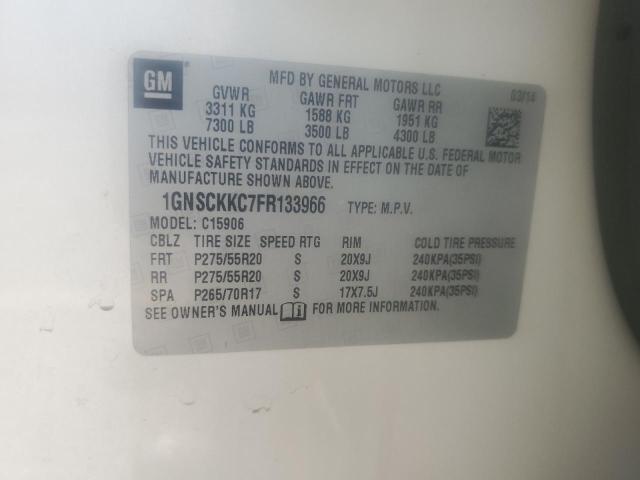 GM
MFD BY GENERAL MOTORS LLC
03/14
GVWR GAWR FRT GAWR RR
3311 KG 1588 KG 1951 KG
7300 LB 3500 LB 4300 LB
THIS VEHICLE CONFORMS TO ALL APPLICABLE U.S. FEDERAL MOTOR
VEHICLE SAFETY STANDARDS IN EFFECT ON THE DATE OF
MANUFACTURE SHOWN ABOVE.
1GNSCKKC7FR133966 TYPE: M.P.V.
MODEL: C15906
CBLZ TIRE SIZE SPEED RTG RIM COLD TIRE PRESSURE
FRT P275/55R20 S 20X9J 240KPA(35PSI)
RR P275/55R20 S 20X9J 240KPA(35PSI)
SPA P265/70R17 S 17X7.5J 240KPA(35PSI)
SEE OWNER'S MANUAL FOR MORE INFORMATION.